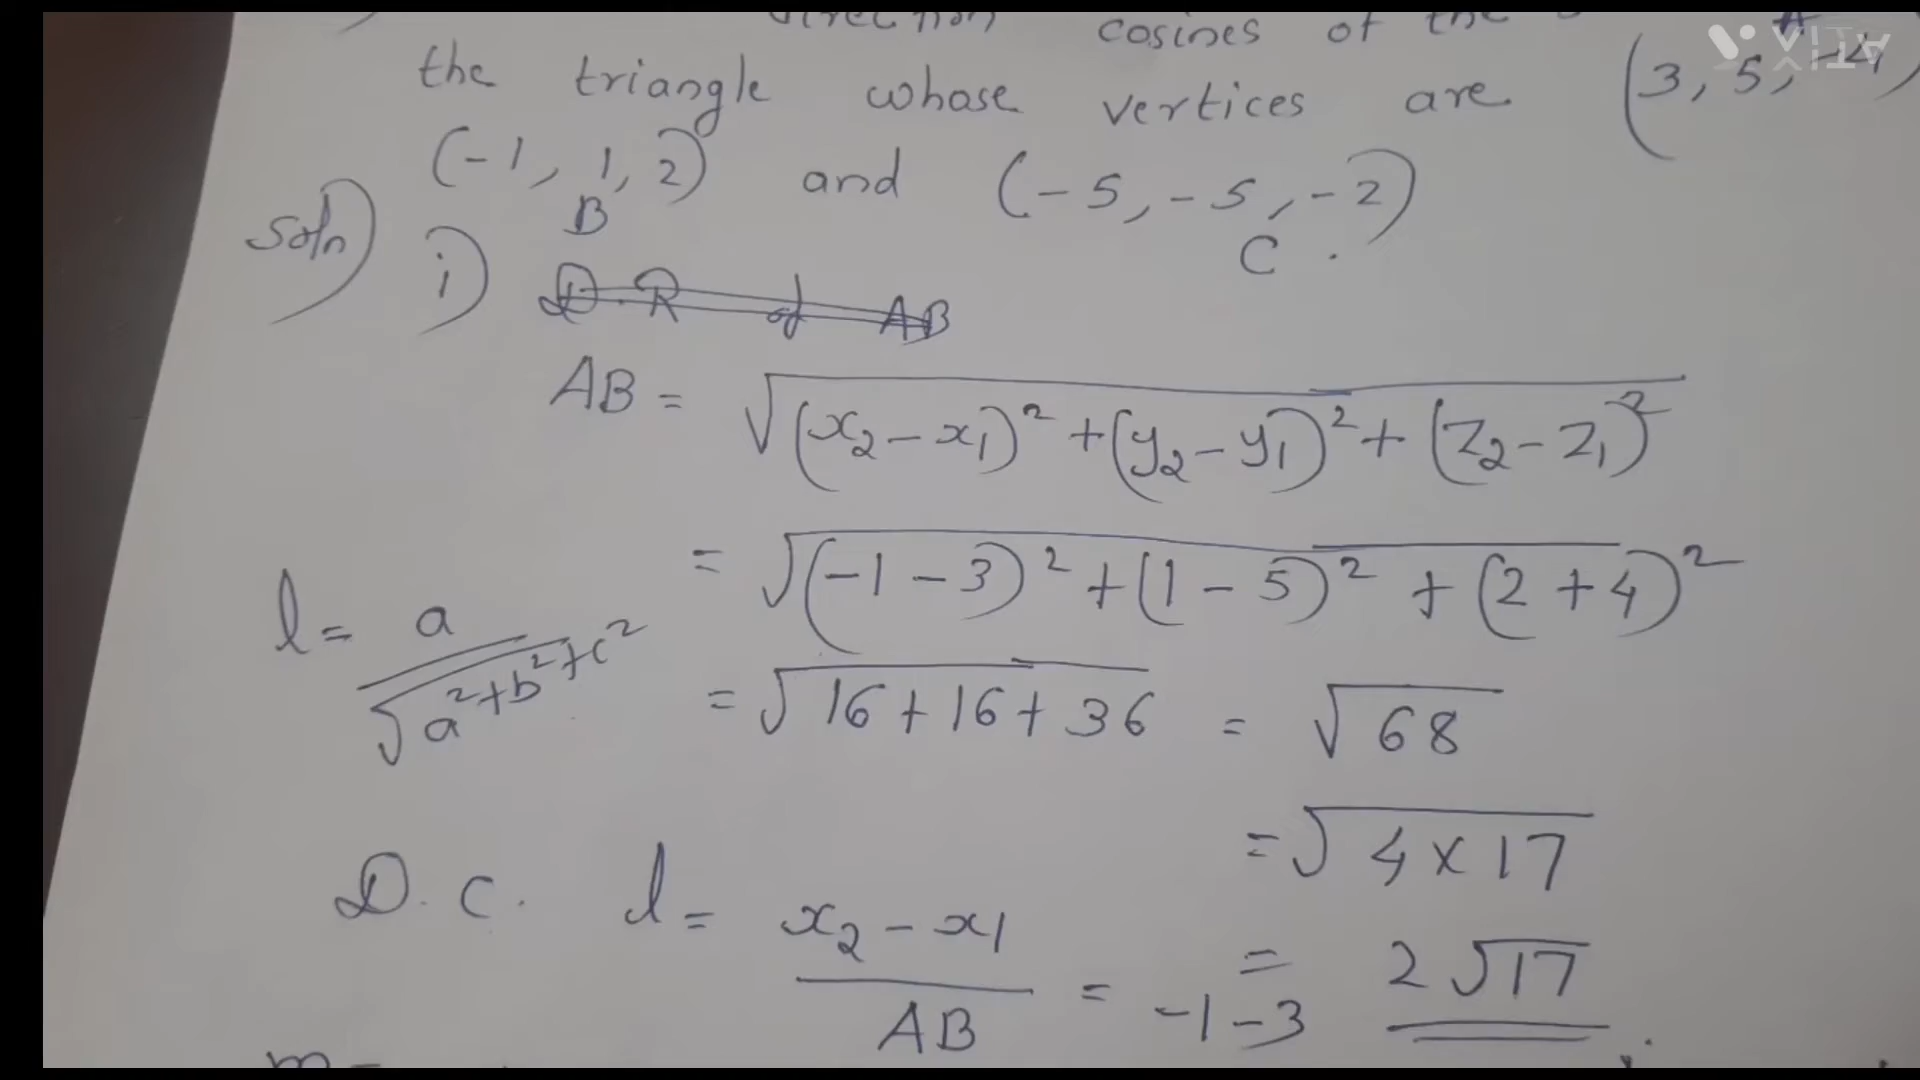 direction cosines of the
the triangle whose vertices are (3, 5, -4) A
(-1, 1, 2) and (-5, -5, -2)
B C .
Soln) i) D.R of AB
AB = √(x₂ - x₁)² + (y₂ - y₁)² + (z₂ - z₁)²
= √(-1 - 3)² + (1 - 5)² + (2 + 4)²
l = a / √a² + b² + c²
= √16 + 16 + 36 = √68
= √4 x 17
= 2√17
D.C. l = x₂ - x₁ / AB = -1 - 3
m =
VITA